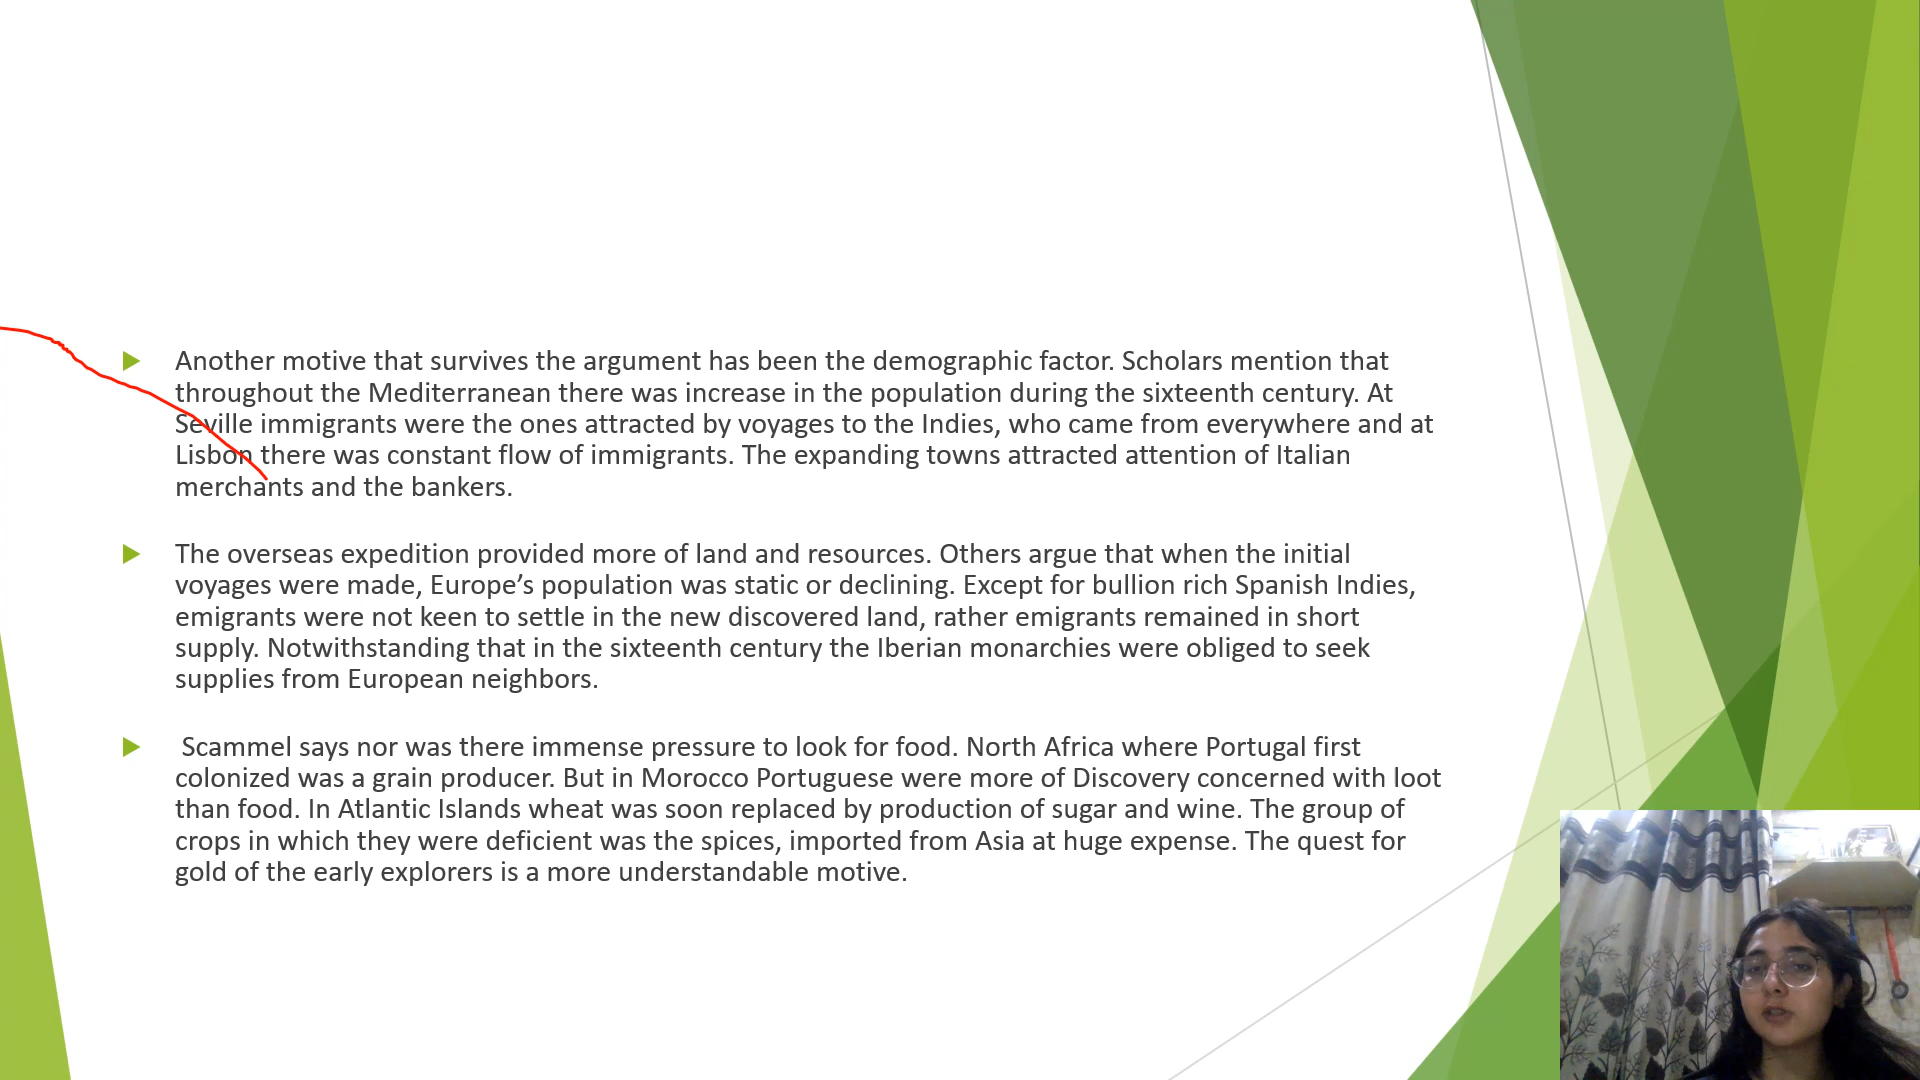 Another motive that survives the argument has been the demographic factor. Scholars mention that
throughout the Mediterranean there was increase in the population during the sixteenth century. At
Seville immigrants were the ones attracted by voyages to the Indies, who came from everywhere and at
Lisbon there was constant flow of immigrants. The expanding towns attracted attention of Italian
merchants and the bankers.
The overseas expedition provided more of land and resources. Others argue that when the initial
voyages were made, Europe’s population was static or declining. Except for bullion rich Spanish Indies,
emigrants were not keen to settle in the new discovered land, rather emigrants remained in short
supply. Notwithstanding that in the sixteenth century the Iberian monarchies were obliged to seek
supplies from European neighbors.
Scammel says nor was there immense pressure to look for food. North Africa where Portugal first
colonized was a grain producer. But in Morocco Portuguese were more of Discovery concerned with loot
than food. In Atlantic Islands wheat was soon replaced by production of sugar and wine. The group of
crops in which they were deficient was the spices, imported from Asia at huge expense. The quest for
gold of the early explorers is a more understandable motive.